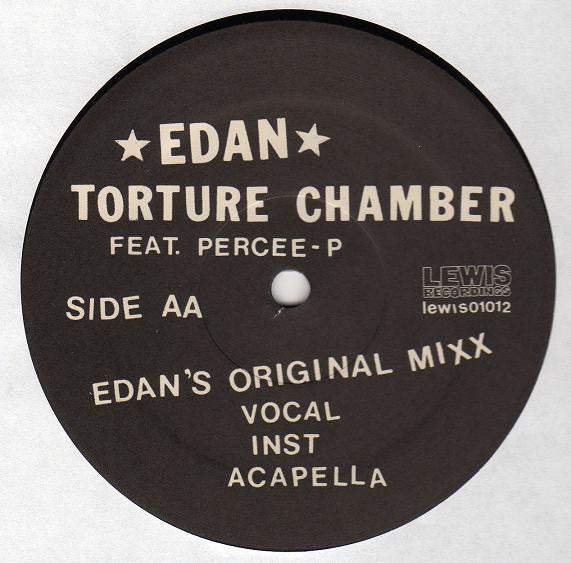 ★EDAN★
TORTURE CHAMBER
FEAT. PERCEE-P
SIDE AA
LEWIS
RECORDINGS
lewis01012
EDAN'S ORIGINAL MIXX
VOCAL
INST
ACAPELLA